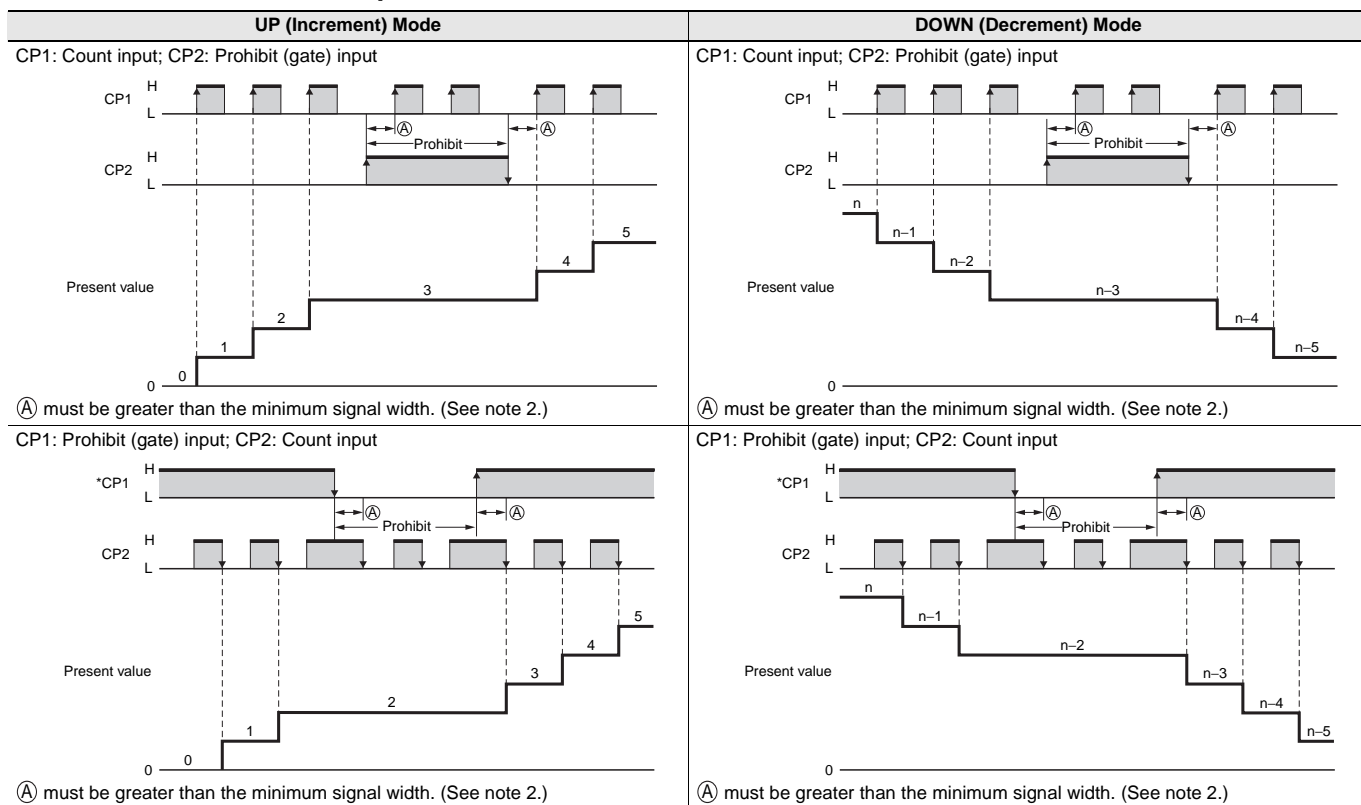 UP (Increment) Mode
DOWN (Decrement) Mode
CP1: Count input; CP2: Prohibit (gate) input
H
CP1
L
A
A
Prohibit
H
CP2
L
5
4
3
Present value
2
1
0
0
A must be greater than the minimum signal width. (See note 2.)
CP1: Count input; CP2: Prohibit (gate) input
H
CP1
L
A
A
Prohibit
H
CP2
L
n
n–1
n–2
Present value
n–3
n–4
n–5
0
A must be greater than the minimum signal width. (See note 2.)
CP1: Prohibit (gate) input; CP2: Count input
H
*CP1
L
A
A
Prohibit
H
CP2
L
5
4
Present value
3
2
1
0
0
A must be greater than the minimum signal width. (See note 2.)
CP1: Prohibit (gate) input; CP2: Count input
H
*CP1
L
A
A
Prohibit
H
CP2
L
n
n–1
n–2
Present value
n–3
n–4
n–5
0
A must be greater than the minimum signal width. (See note 2.)